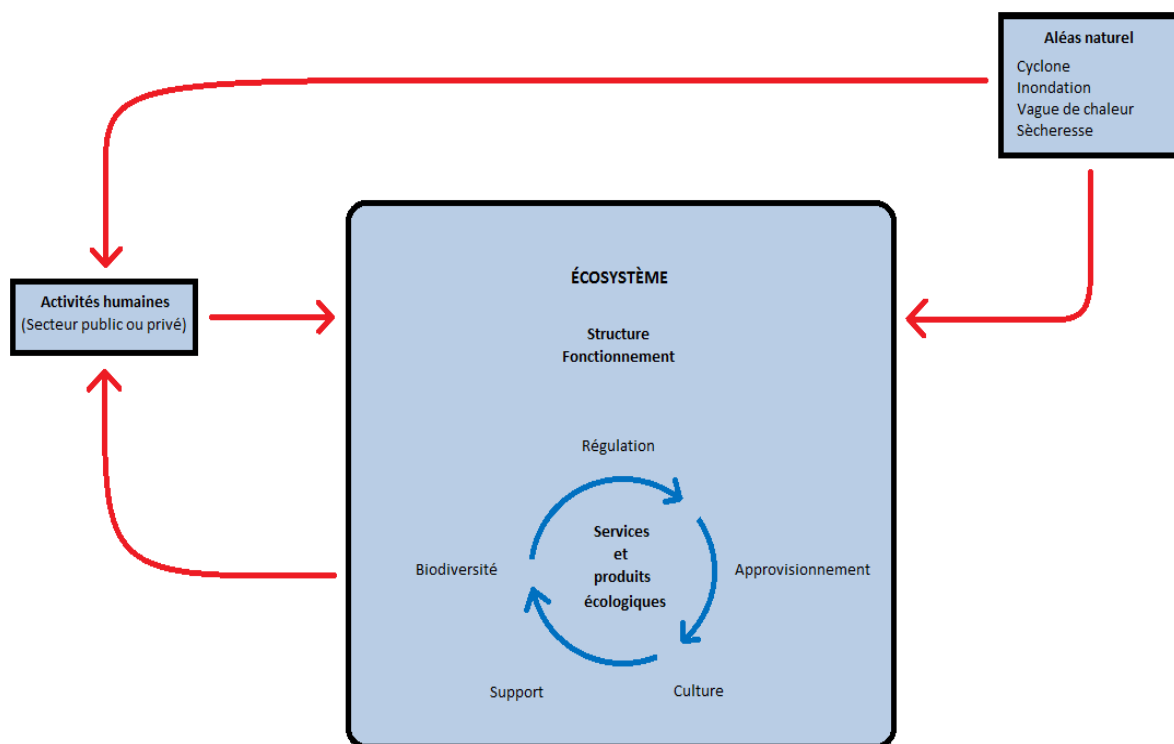 Aléas naturel
Cyclone
Inondation
Vague de chaleur
Sècheresse
Activités humaines
(Secteur public ou privé)
ÉCOSYSTÈME
Structure
Fonctionnement
Régulation
Services
et
produits
écologiques
Biodiversité
Approvisionnement
Support
Culture